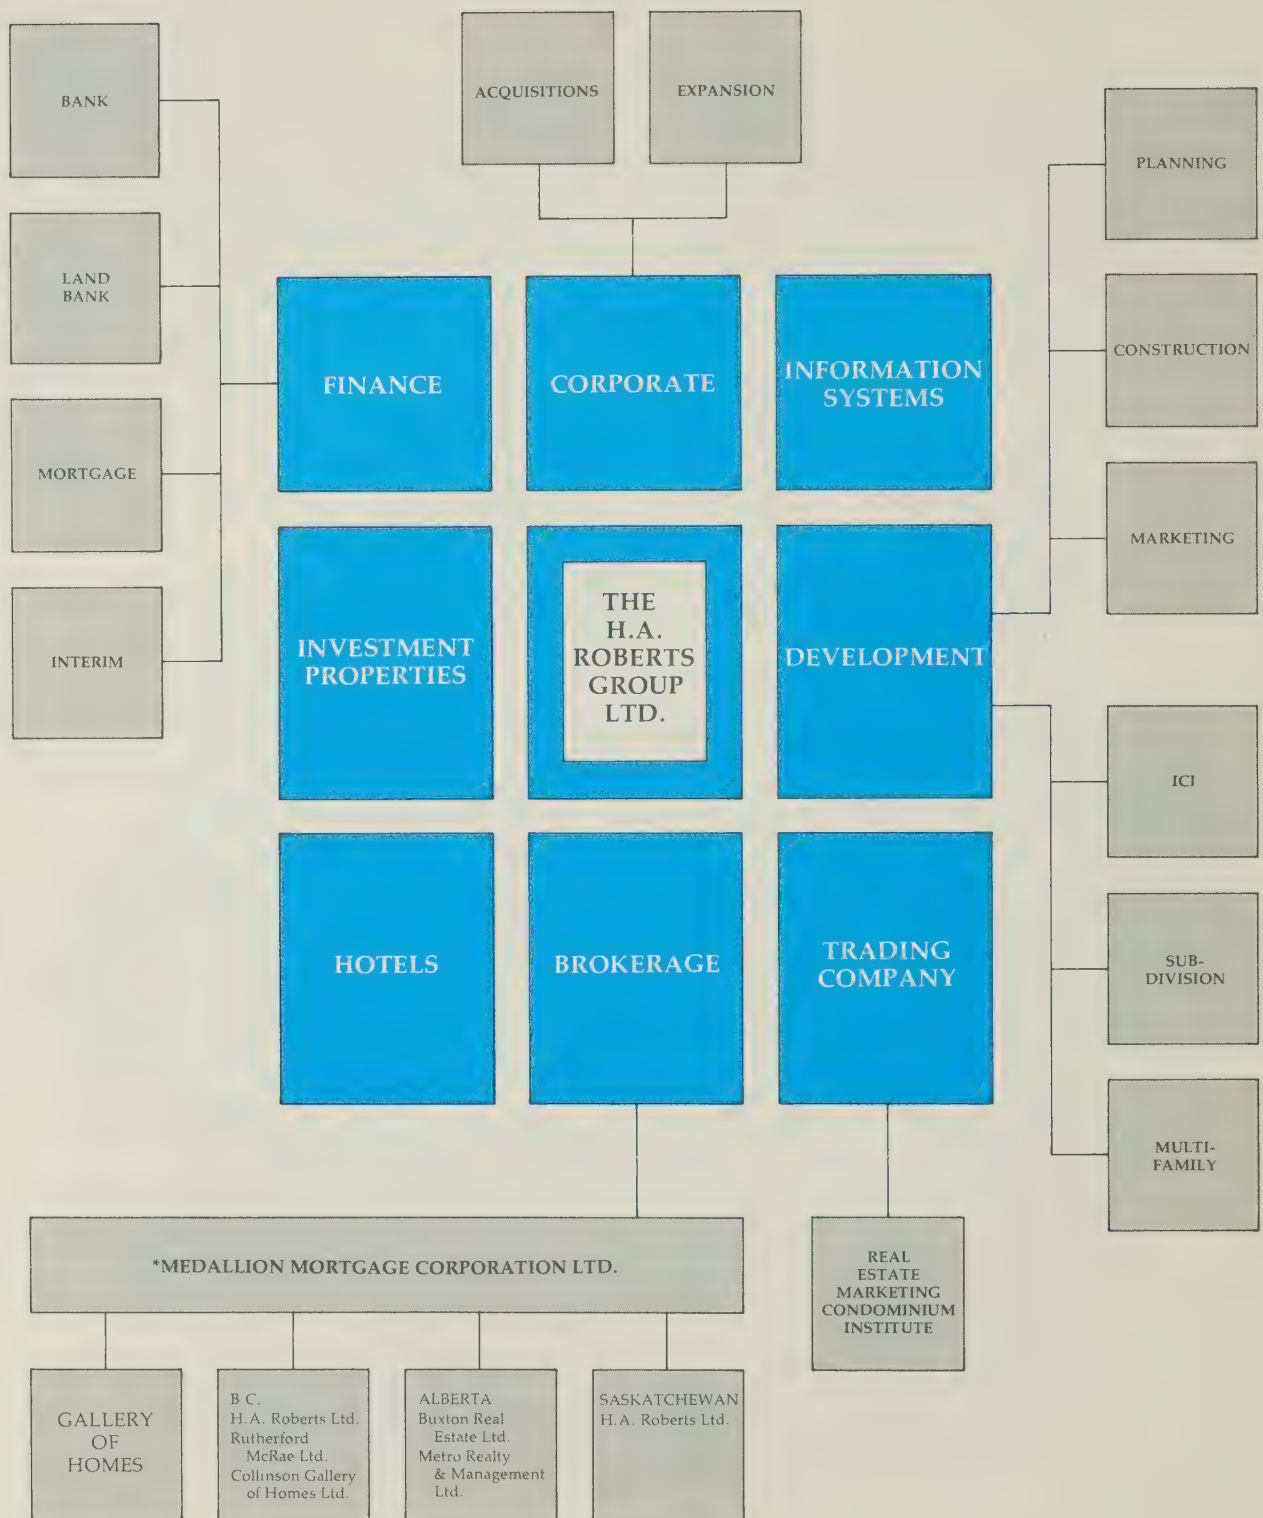 ACQUISITIONS
EXPANSION
BANK
LAND
BANK
MORTGAGE
INTERIM
FINANCE
CORPORATE
INFORMATION
SYSTEMS
INVESTMENT
PROPERTIES
THE
H.A.
ROBERTS
GROUP
LTD.
DEVELOPMENT
HOTELS
BROKERAGE
TRADING
COMPANY
PLANNING
CONSTRUCTION
MARKETING
ICI
SUB-
DIVISION
MULTI-
FAMILY
*MEDALLION MORTGAGE CORPORATION LTD.
REAL
ESTATE
MARKETING
CONDOMINIUM
INSTITUTE
GALLERY
OF
HOMES
B C.
H.A. Roberts Ltd.
Rutherford
McRae Ltd.
Collinson Gallery
of Homes Ltd.
ALBERTA
Buxton Real
Estate Ltd.
Metro Realty
& Management
Ltd.
SASKATCHEWAN
H.A. Roberts Ltd.